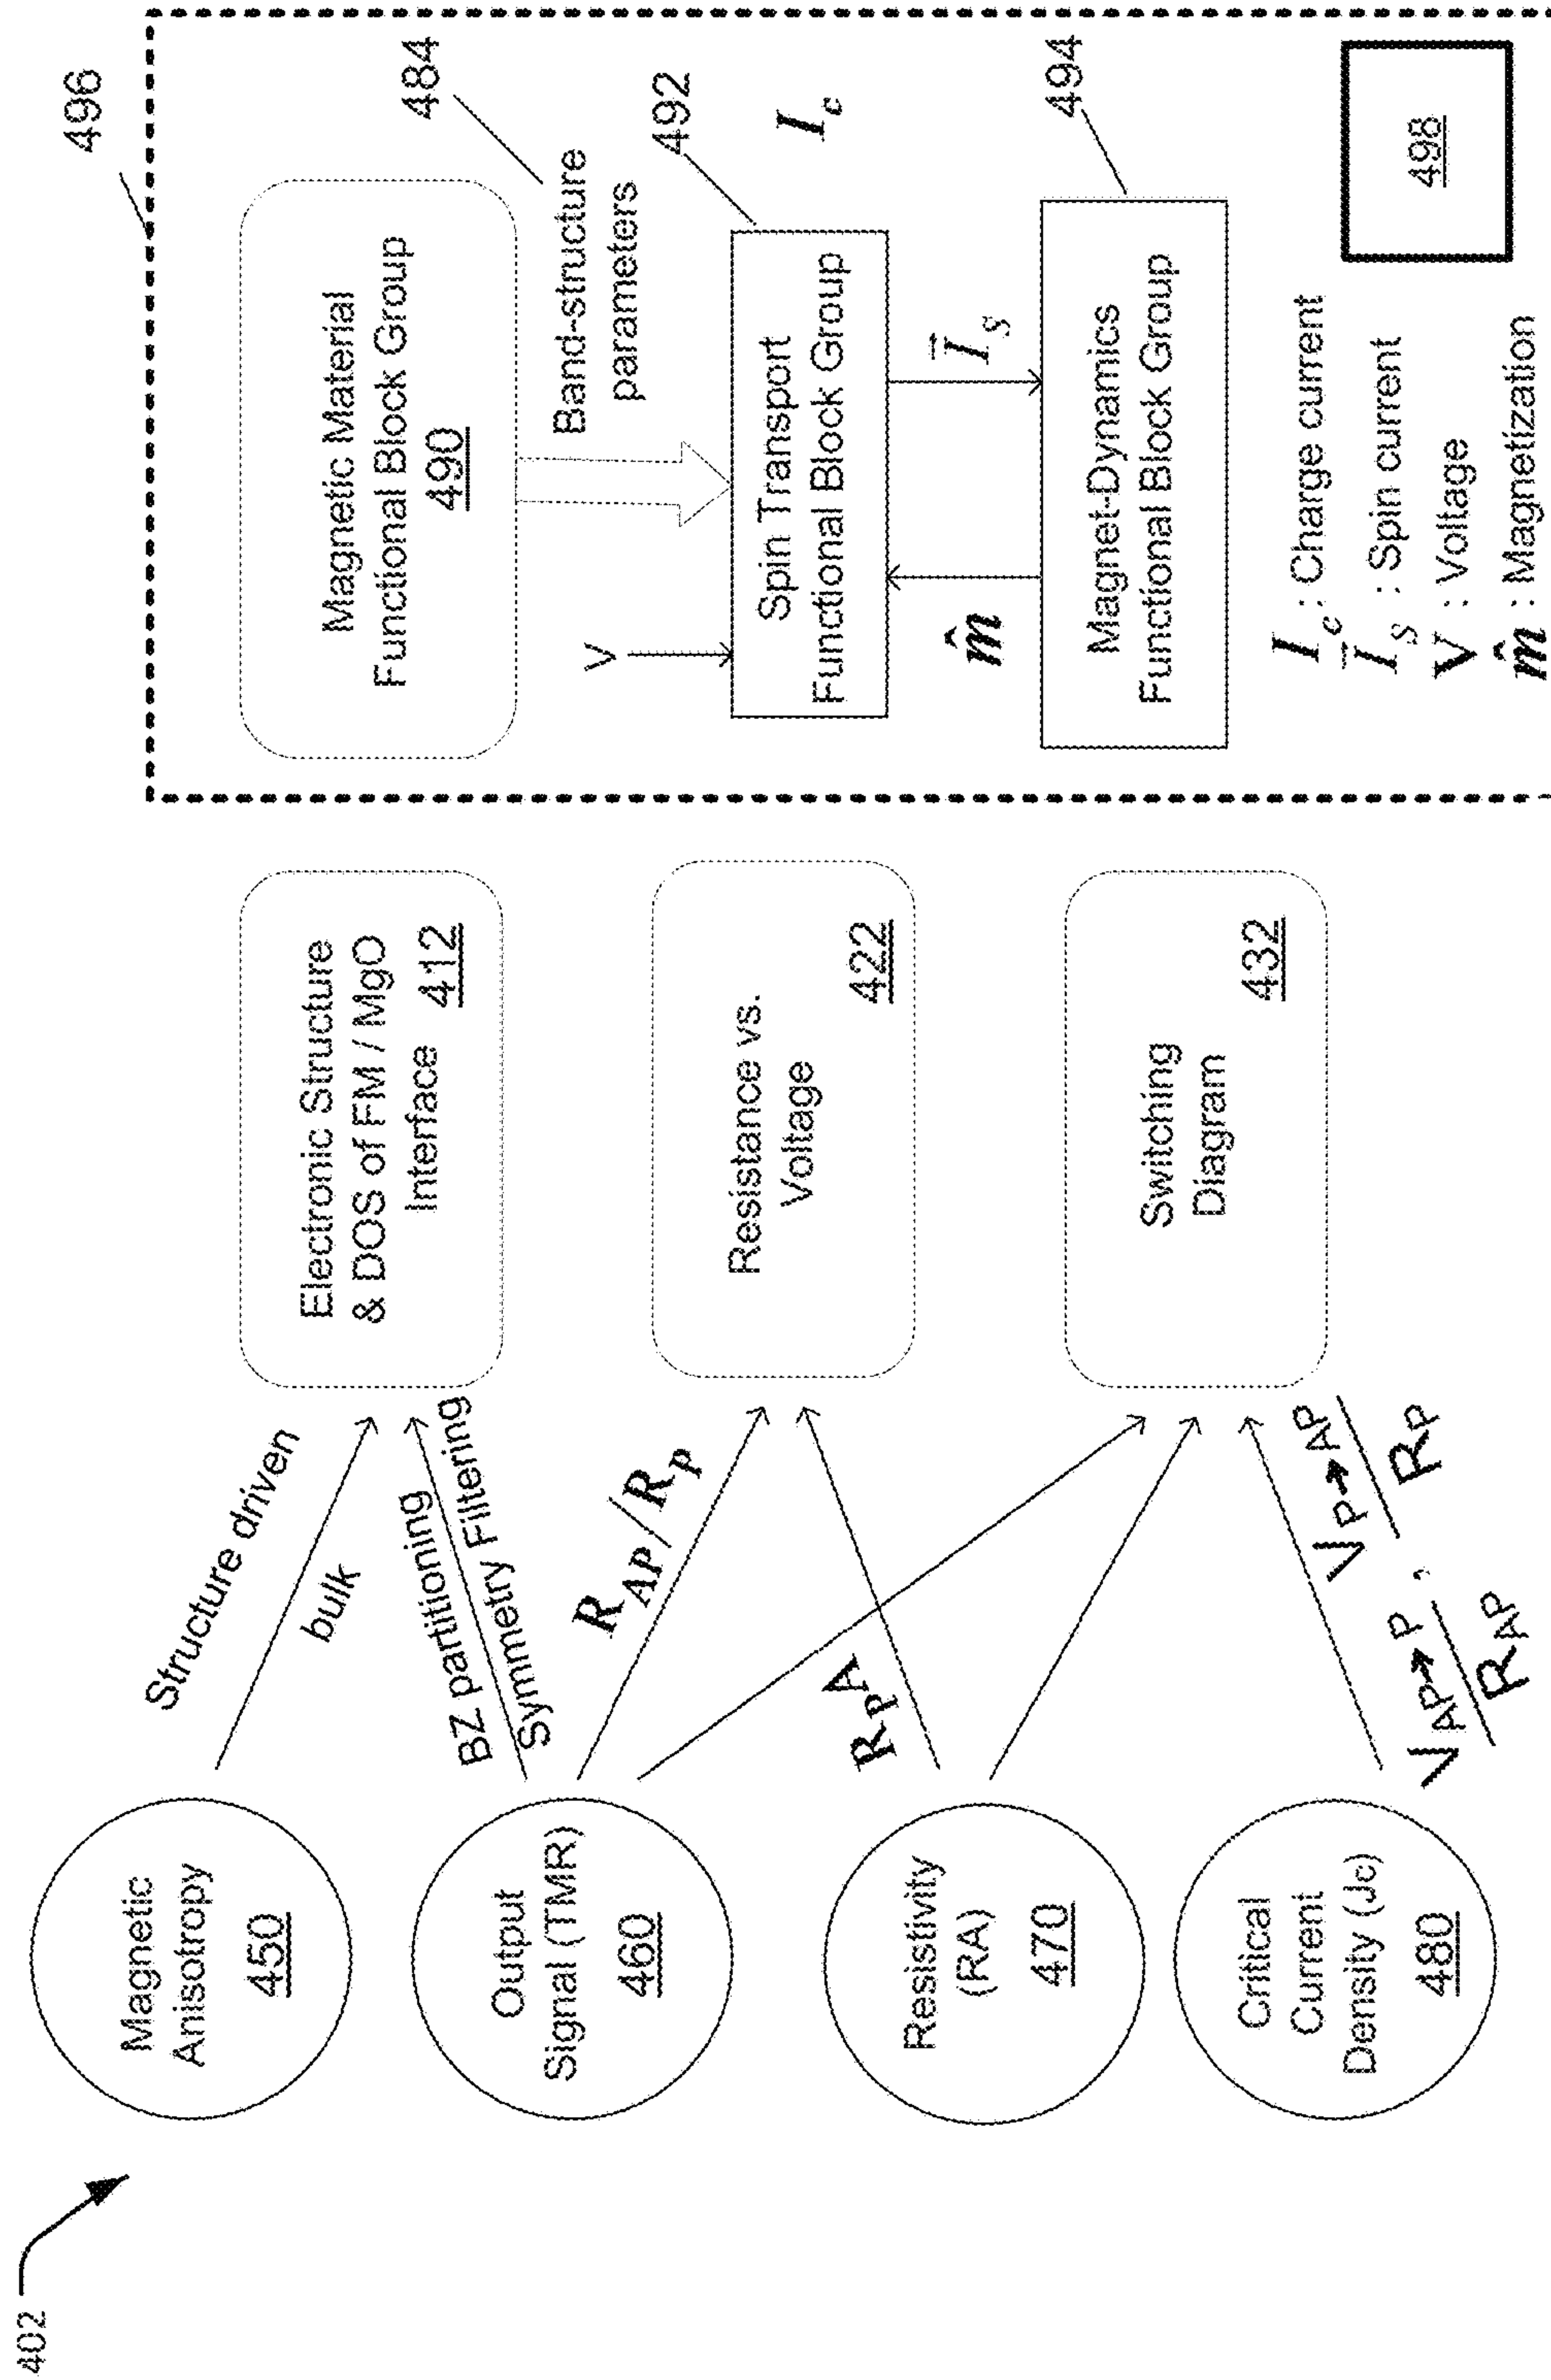 402
Magnetic
Anisotropy
450
Output
Signal (TMR)
460
Resistivity
(RA)
470
Critical
Current
Density (Jc)
480
Structure driven
bulk
BZ partitioning
Symmetry Filtering
R_AP/R_P
R_P A
V_AP→P / R_AP , V_P→AP / R_P
Electronic Structure
& DOS of FM / MgO
Interface 412
Resistance vs.
Voltage
422
Switching
Diagram
432
496
Magnetic Material
Functional Block Group
490
484
Band-structure
parameters
V
492
Spin Transport
Functional Block Group
I_c
m̂
I⃗_S
494
Magnet-Dynamics
Functional Block Group
I_c : Charge current
I⃗_S : Spin current
V : Voltage
m̂ : Magnetization
498